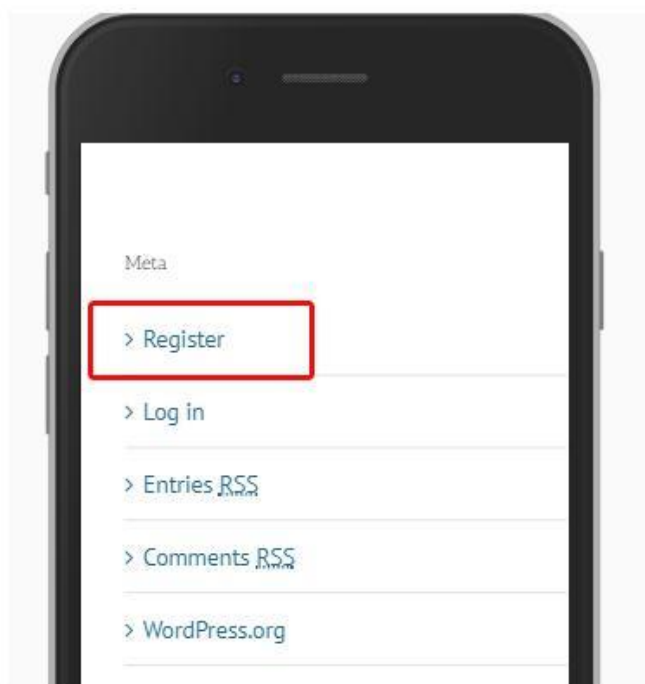 Meta
> Register
> Log in
> Entries RSS
> Comments RSS
> WordPress.org